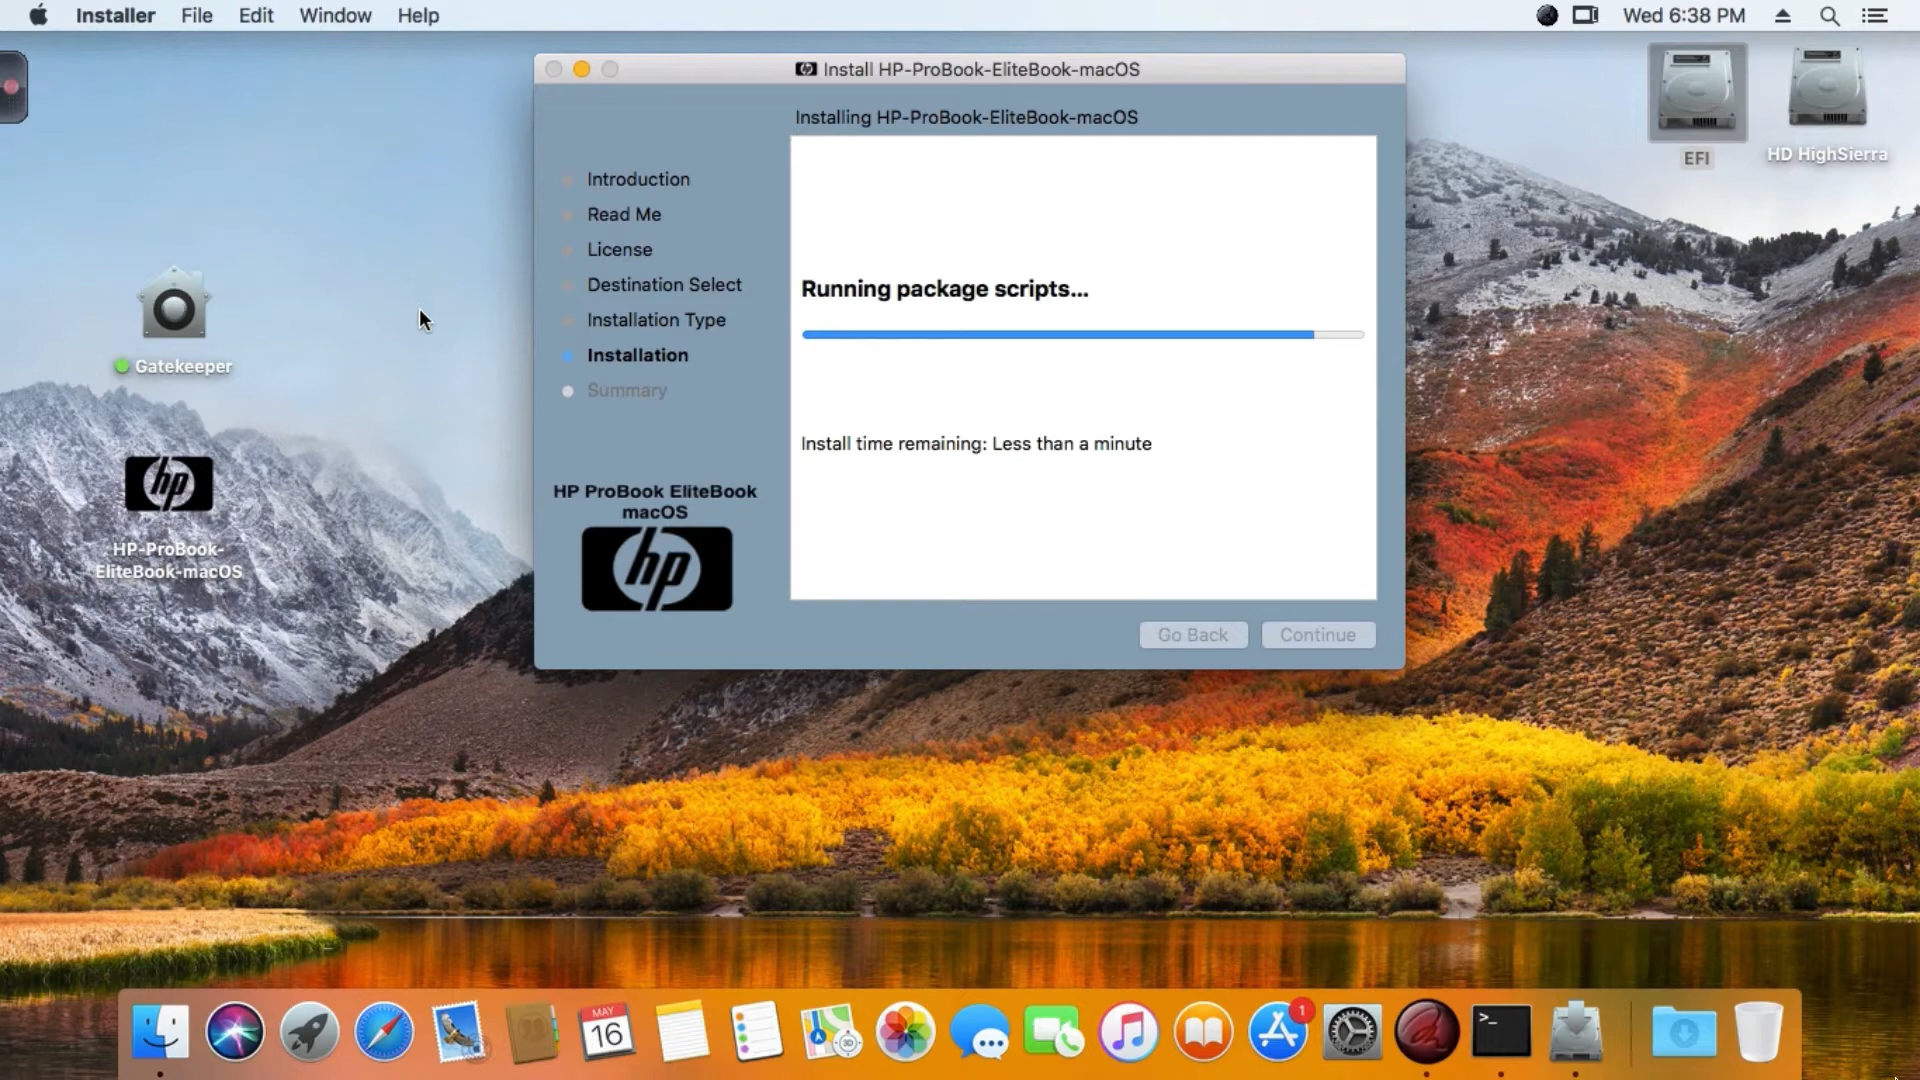 Installer File Edit Window Help
Wed 6:38 PM
Install HP-ProBook-EliteBook-macOS
Installing HP-ProBook-EliteBook-macOS
Introduction
Read Me
License
Destination Select
Installation Type
Installation
Summary
Running package scripts...
Install time remaining: Less than a minute
HP ProBook EliteBook
macOS
hp
Go Back Continue
EFI
HD HighSierra
Gatekeeper
hp
HP-ProBook-
EliteBook-macOS
MAY
16
3D
1
>_